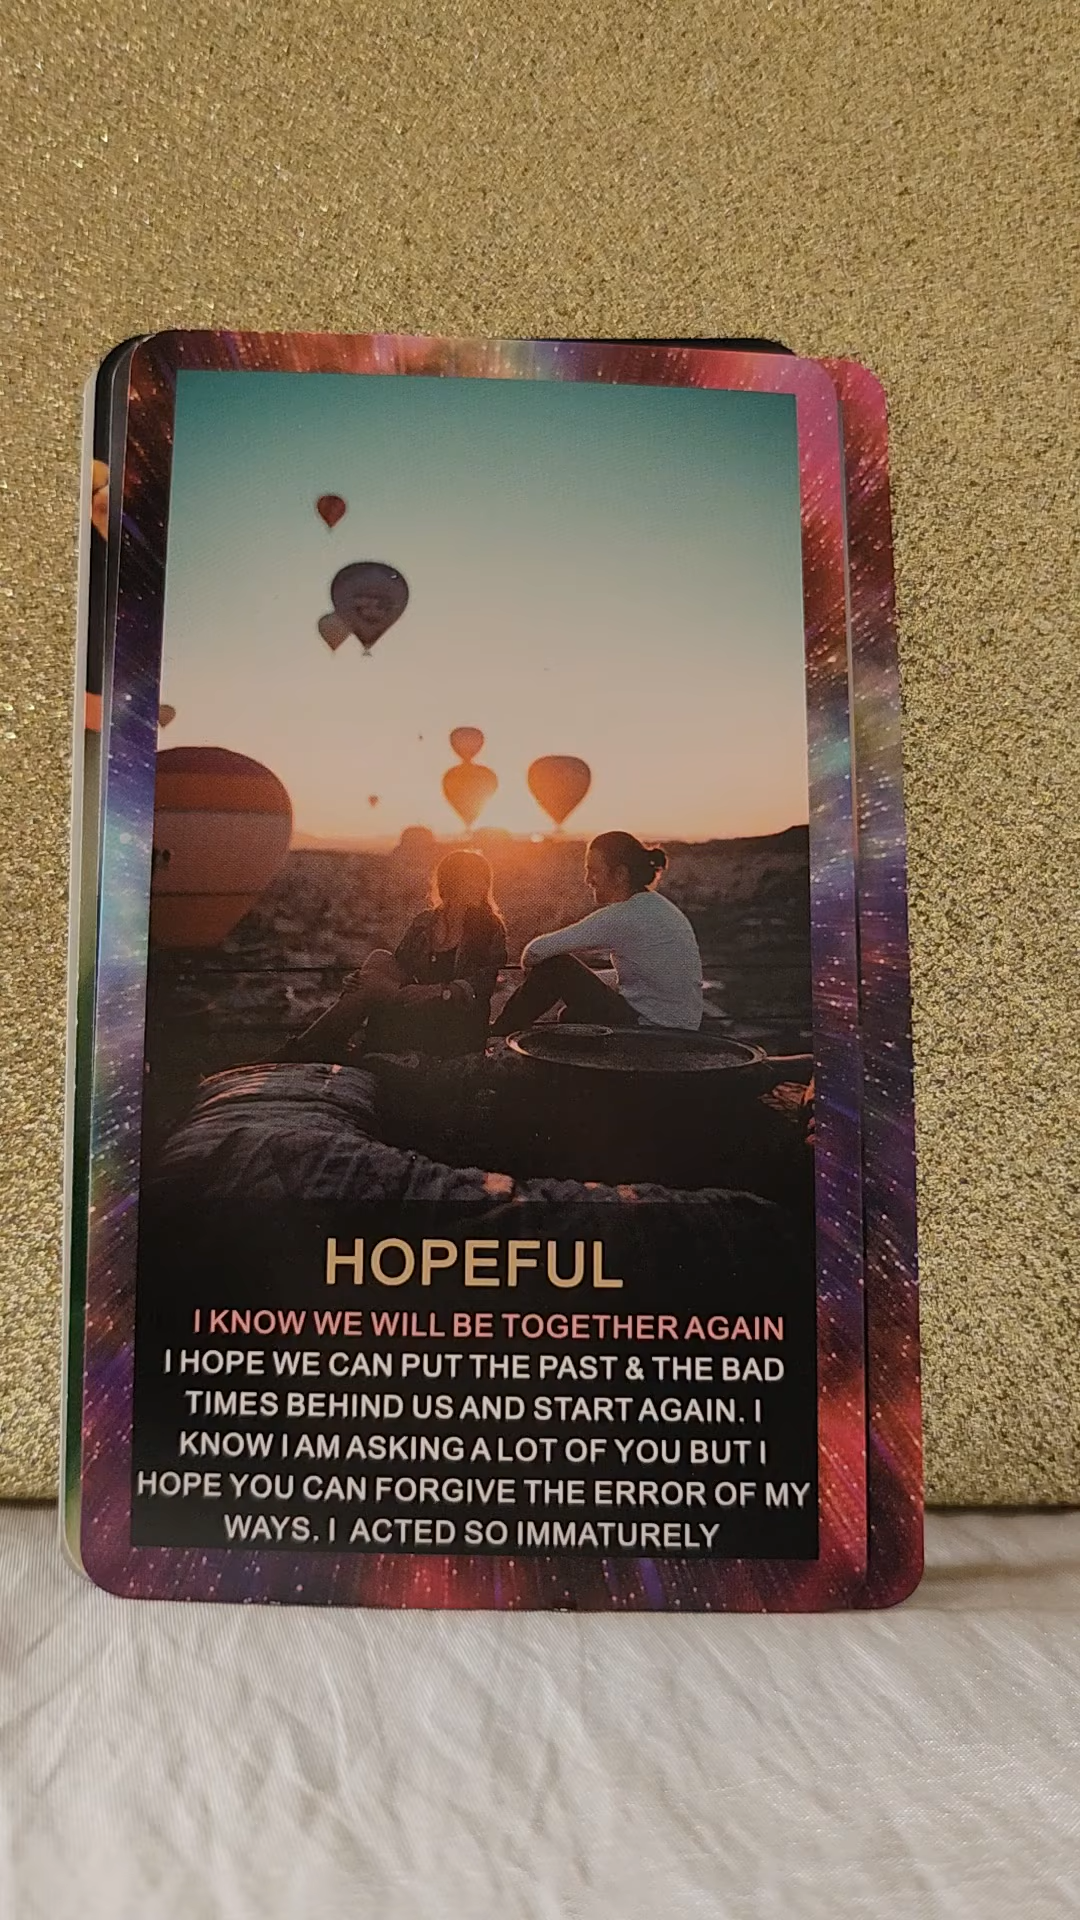 HOPEFUL
I KNOW WE WILL BE TOGETHER AGAIN
I HOPE WE CAN PUT THE PAST & THE BAD
TIMES BEHIND US AND START AGAIN. I
KNOW I AM ASKING A LOT OF YOU BUT I
HOPE YOU CAN FORGIVE THE ERROR OF MY
WAYS. I ACTED SO IMMATURELY